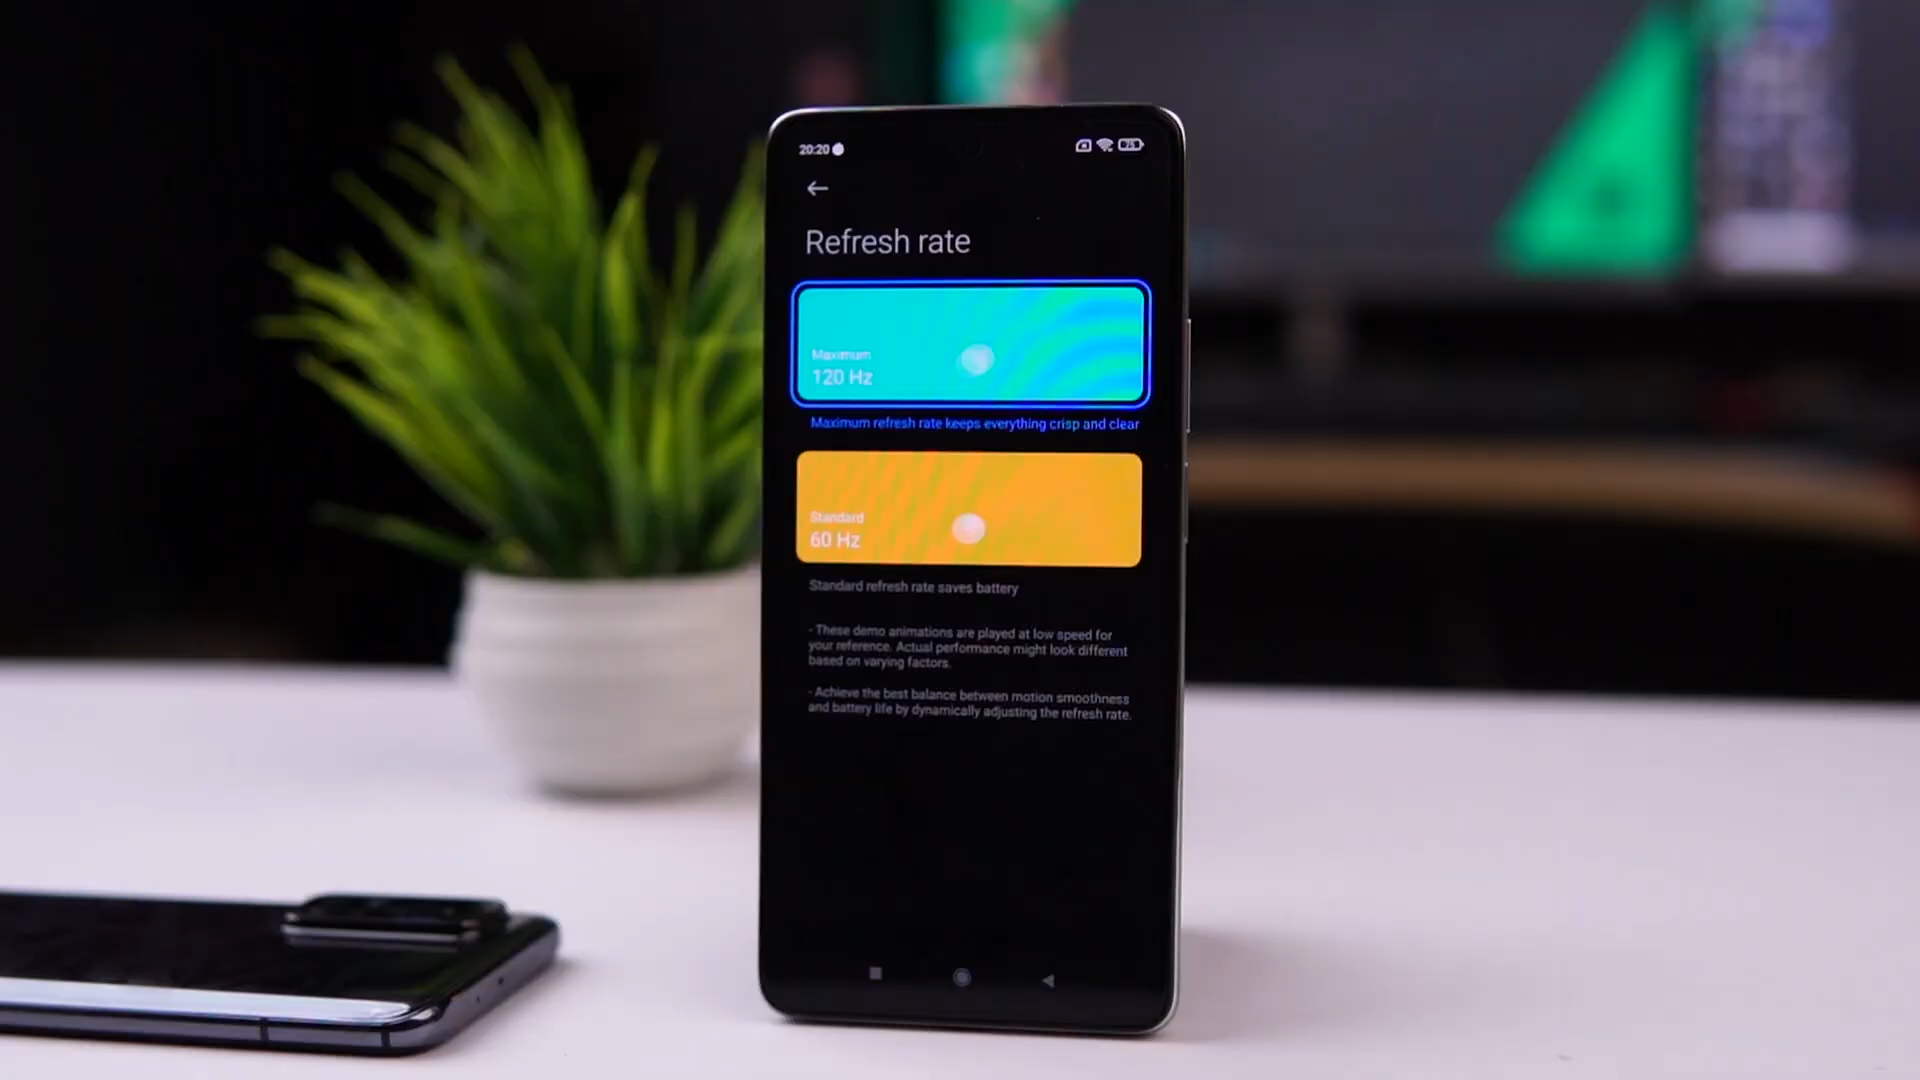 20:20
75
Refresh rate
Maximum
120 Hz
Maximum refresh rate keeps everything crisp and clear
Standard
60 Hz
Standard refresh rate saves battery
- These demo animations are played at low speed for
your reference. Actual performance might look different
based on varying factors.
- Achieve the best balance between motion smoothness
and battery life by dynamically adjusting the refresh rate.